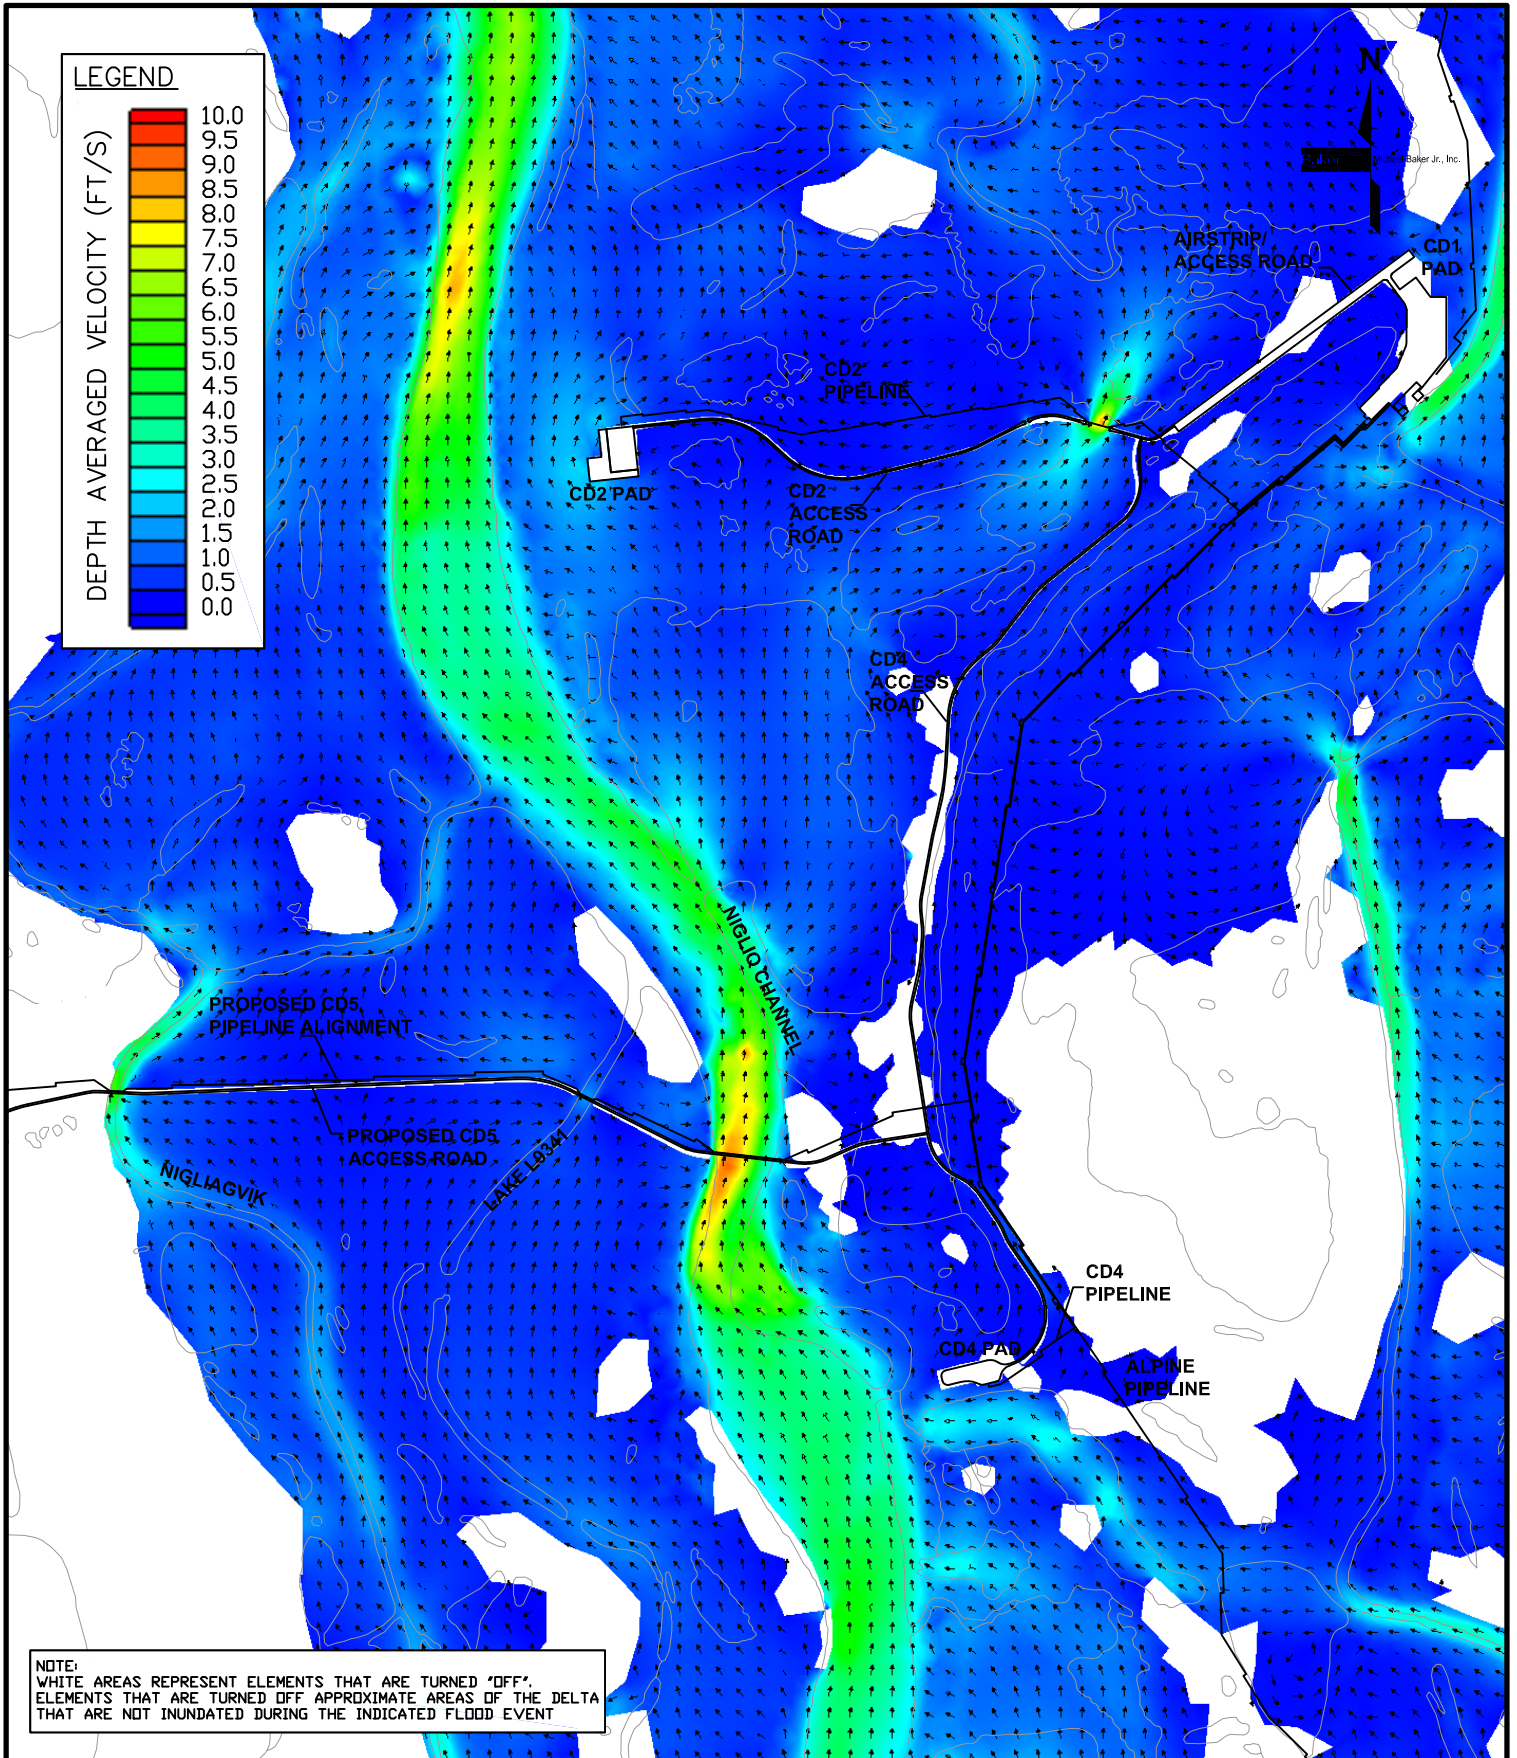 LEGEND
DEPTH AVERAGED VELOCITY (FT/S)
10.0
9.5
9.0
8.5
8.0
7.5
7.0
6.5
6.0
5.5
5.0
4.5
4.0
3.5
3.0
2.5
2.0
1.5
1.0
0.5
0.0
N
Baker
Michael Baker Jr., Inc.
AIRSTRIP/
ACCESS ROAD
CD1
PAD
CD2
PIPELINE
CD2 PAD
CD2
ACCESS
ROAD
CD4
ACCESS
ROAD
NIGLIQ CHANNEL
PROPOSED CD5
PIPELINE ALIGNMENT
PROPOSED CD5
ACCESS ROAD
NIGLIAGVIK
LAKE L9341
CD4
PIPELINE
CD4 PAD
ALPINE
PIPELINE
NOTE:
WHITE AREAS REPRESENT ELEMENTS THAT ARE TURNED "OFF".
ELEMENTS THAT ARE TURNED OFF APPROXIMATE AREAS OF THE DELTA
THAT ARE NOT INUNDATED DURING THE INDICATED FLOOD EVENT